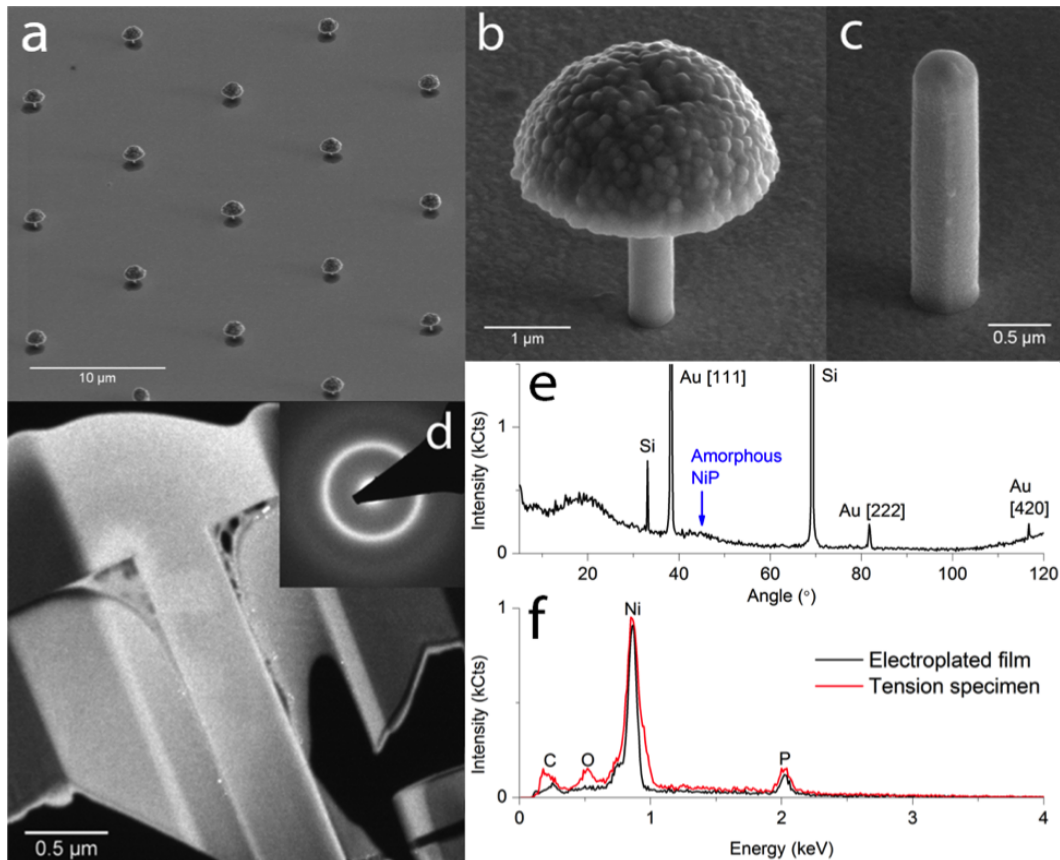 a
10 µm
b
1 µm
c
0.5 µm
d
0.5 µm
e
Intensity (kCts)
1
0
Si
Au [111]
Amorphous
NiP
Si
Au [222]
Au
[420]
20
40
60
80
100
120
Angle (°)
f
Intensity (kCts)
1
0
C
O
Ni
P
Electroplated film
Tension specimen
0
1
2
3
4
Energy (keV)